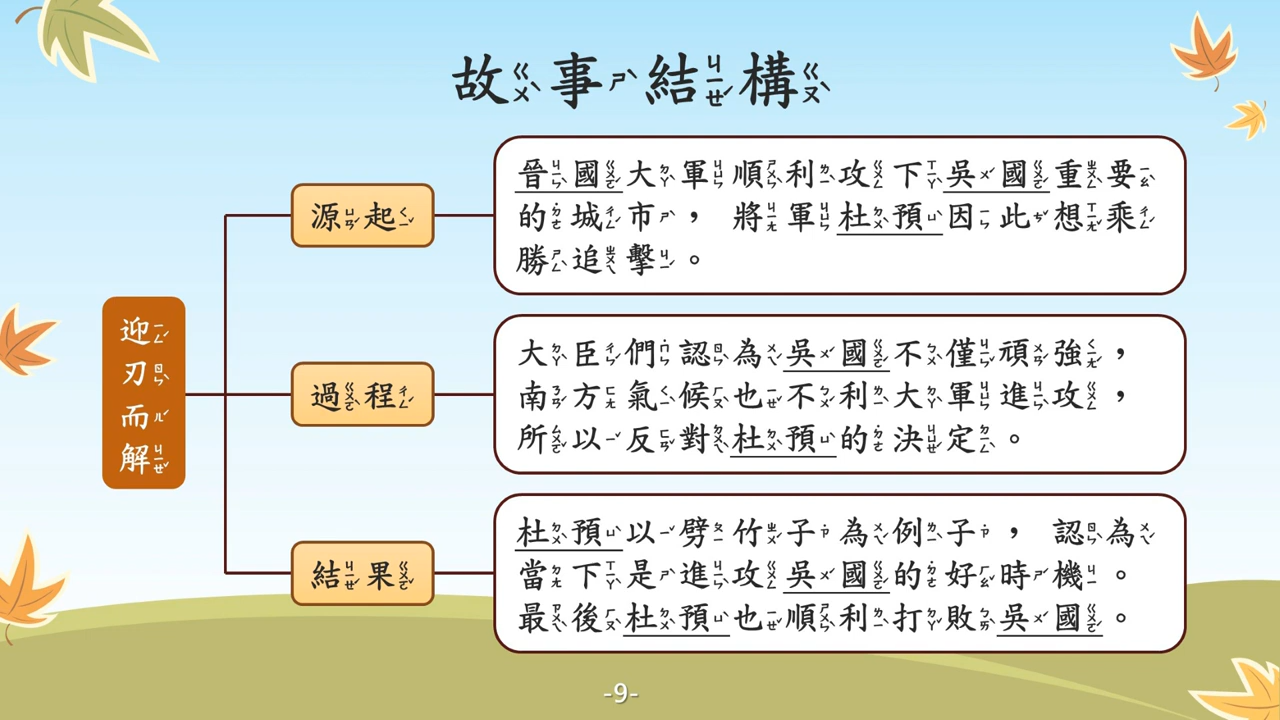 故事結構
迎刃而解
源起
晉國大軍順利攻下吳國重要
的城市，將軍杜預因此想乘
勝追擊。
過程
大臣們認為吳國不僅頑強，
南方氣候也不利大軍進攻，
所以反對杜預的決定。
結果
杜預以劈竹子為例子，認為
當下是進攻吳國的好時機。
最後杜預也順利打敗吳國。
-9-